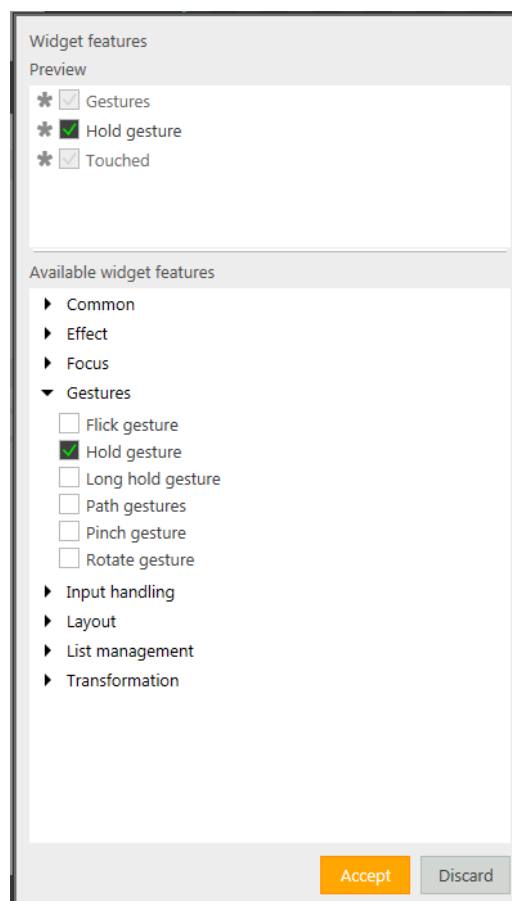 Widget features
Preview
Gestures
Hold gesture
Touched
Available widget features
Common
Effect
Focus
Gestures
Flick gesture
Hold gesture
Long hold gesture
Path gestures
Pinch gesture
Rotate gesture
Input handling
Layout
List management
Transformation
Accept Discard